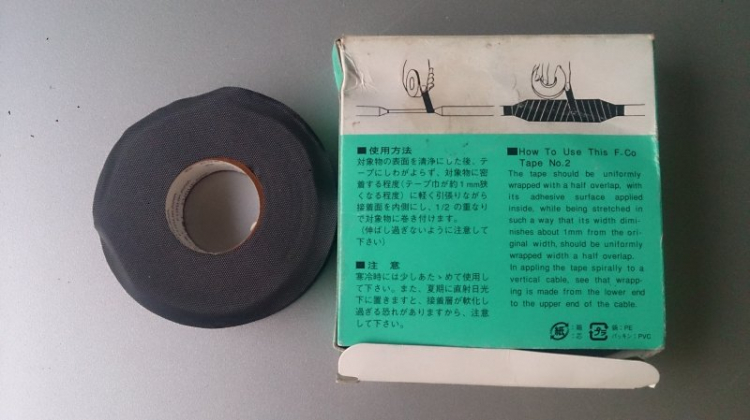 ■使用方法
対象物の表面を清浄にした後、テ
ープにしわがよらず、対象物に密
着する程度(テープ巾が約1mm狭
くなる程度)に軽く引張りながら
接着面を内側にし、1/2の重なり
で対象物に巻き付けます。
(伸ばし過ぎないように注意して
下さい)
■注 意
寒冷時には少しあたゝめて使用し
て下さい。また、夏期に直射日光
下に置きますと、接着層が軟化し
過ぎる恐れがありますから、注意
して下さい。
■How To Use This F-Co
Tape No.2
The tape should be uniformly
wrapped with a half overlap, with
its adhesive surface applied
inside, while being stretched in
such a way that its width dimi-
nishes about 1mm from the ori-
ginal width, should be uniformly
wrapped width a half overlap.
In appling the tape spirally to a
vertical cable, see that wrapp-
ing is made from the lower end
to the upper end of the cable.
紙
:箱
:芯
プラ
袋:PE
パッキン:PVC